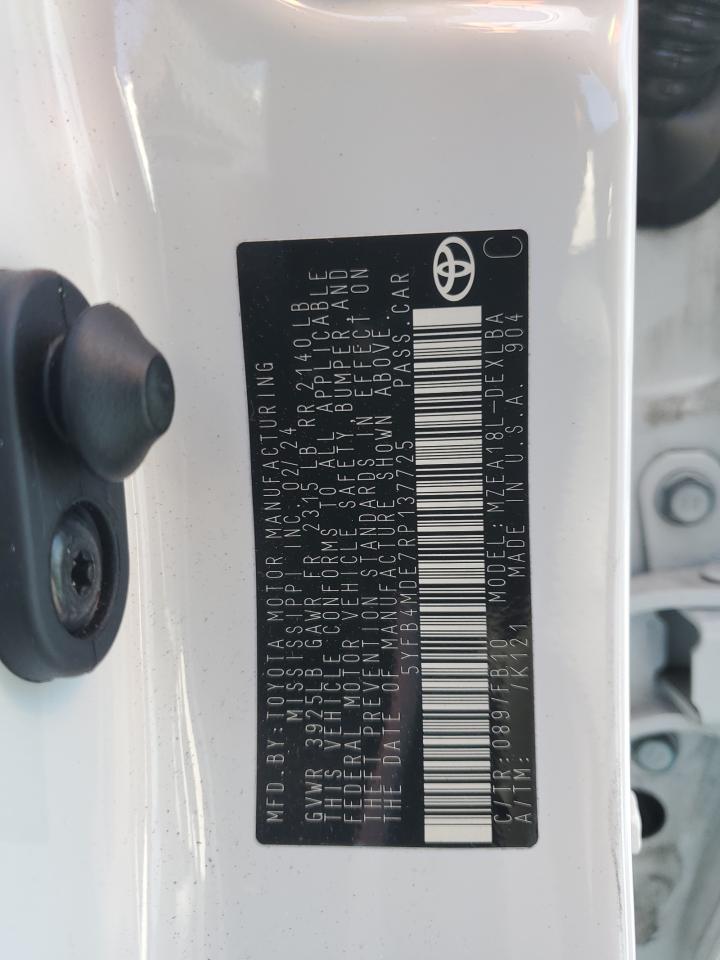 MFD.BY:TOYOTA MOTOR MANUFACTURING
MISSISSIPPI INC.02/24
GVWR 3925LB GAWR FR 2315 LB RR 2140LB
THIS VEHICLE CONFORMS TO ALL APPLICABLE
FEDERAL MOTOR VEHICLE SAFETY BUMPER AND
THEFT PREVENTION STANDARDS IN EFFECT ON
THE DATE OF MANUFACTURE SHOWN ABOVE.
5YFB4MDE7RP137725 PASS.CAR
C/TR:089/FB10 MODEL:MZEA18L-DEXLBA
A/TM: /K121 MADE IN U.S.A. 904
C